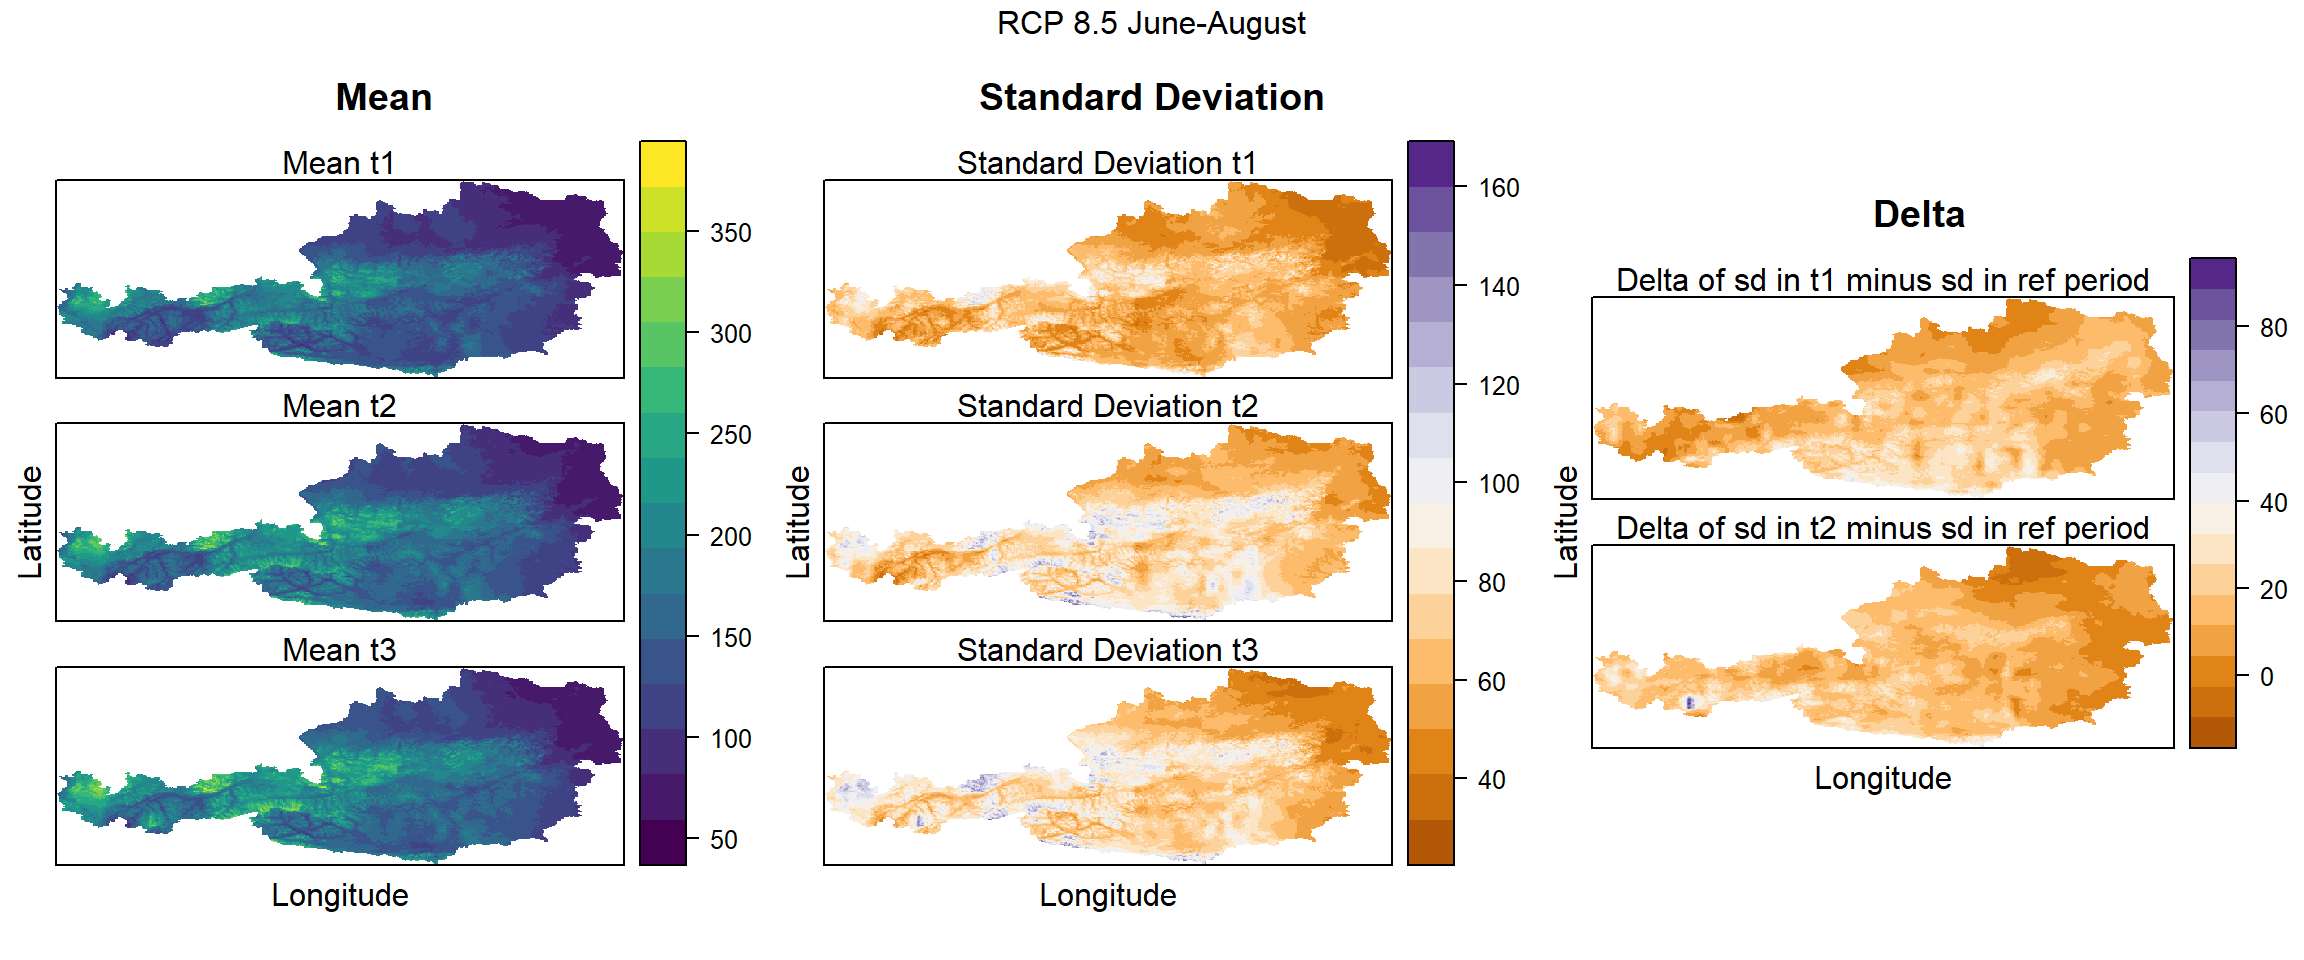 RCP 8.5 June-August
Mean
Mean t1
Mean t2
Mean t3
Latitude
Longitude
350
300
250
200
150
100
50
Standard Deviation
Standard Deviation t1
Standard Deviation t2
Standard Deviation t3
Latitude
Longitude
160
140
120
100
80
60
40
Delta
Delta of sd in t1 minus sd in ref period
Delta of sd in t2 minus sd in ref period
Latitude
Longitude
80
60
40
20
0